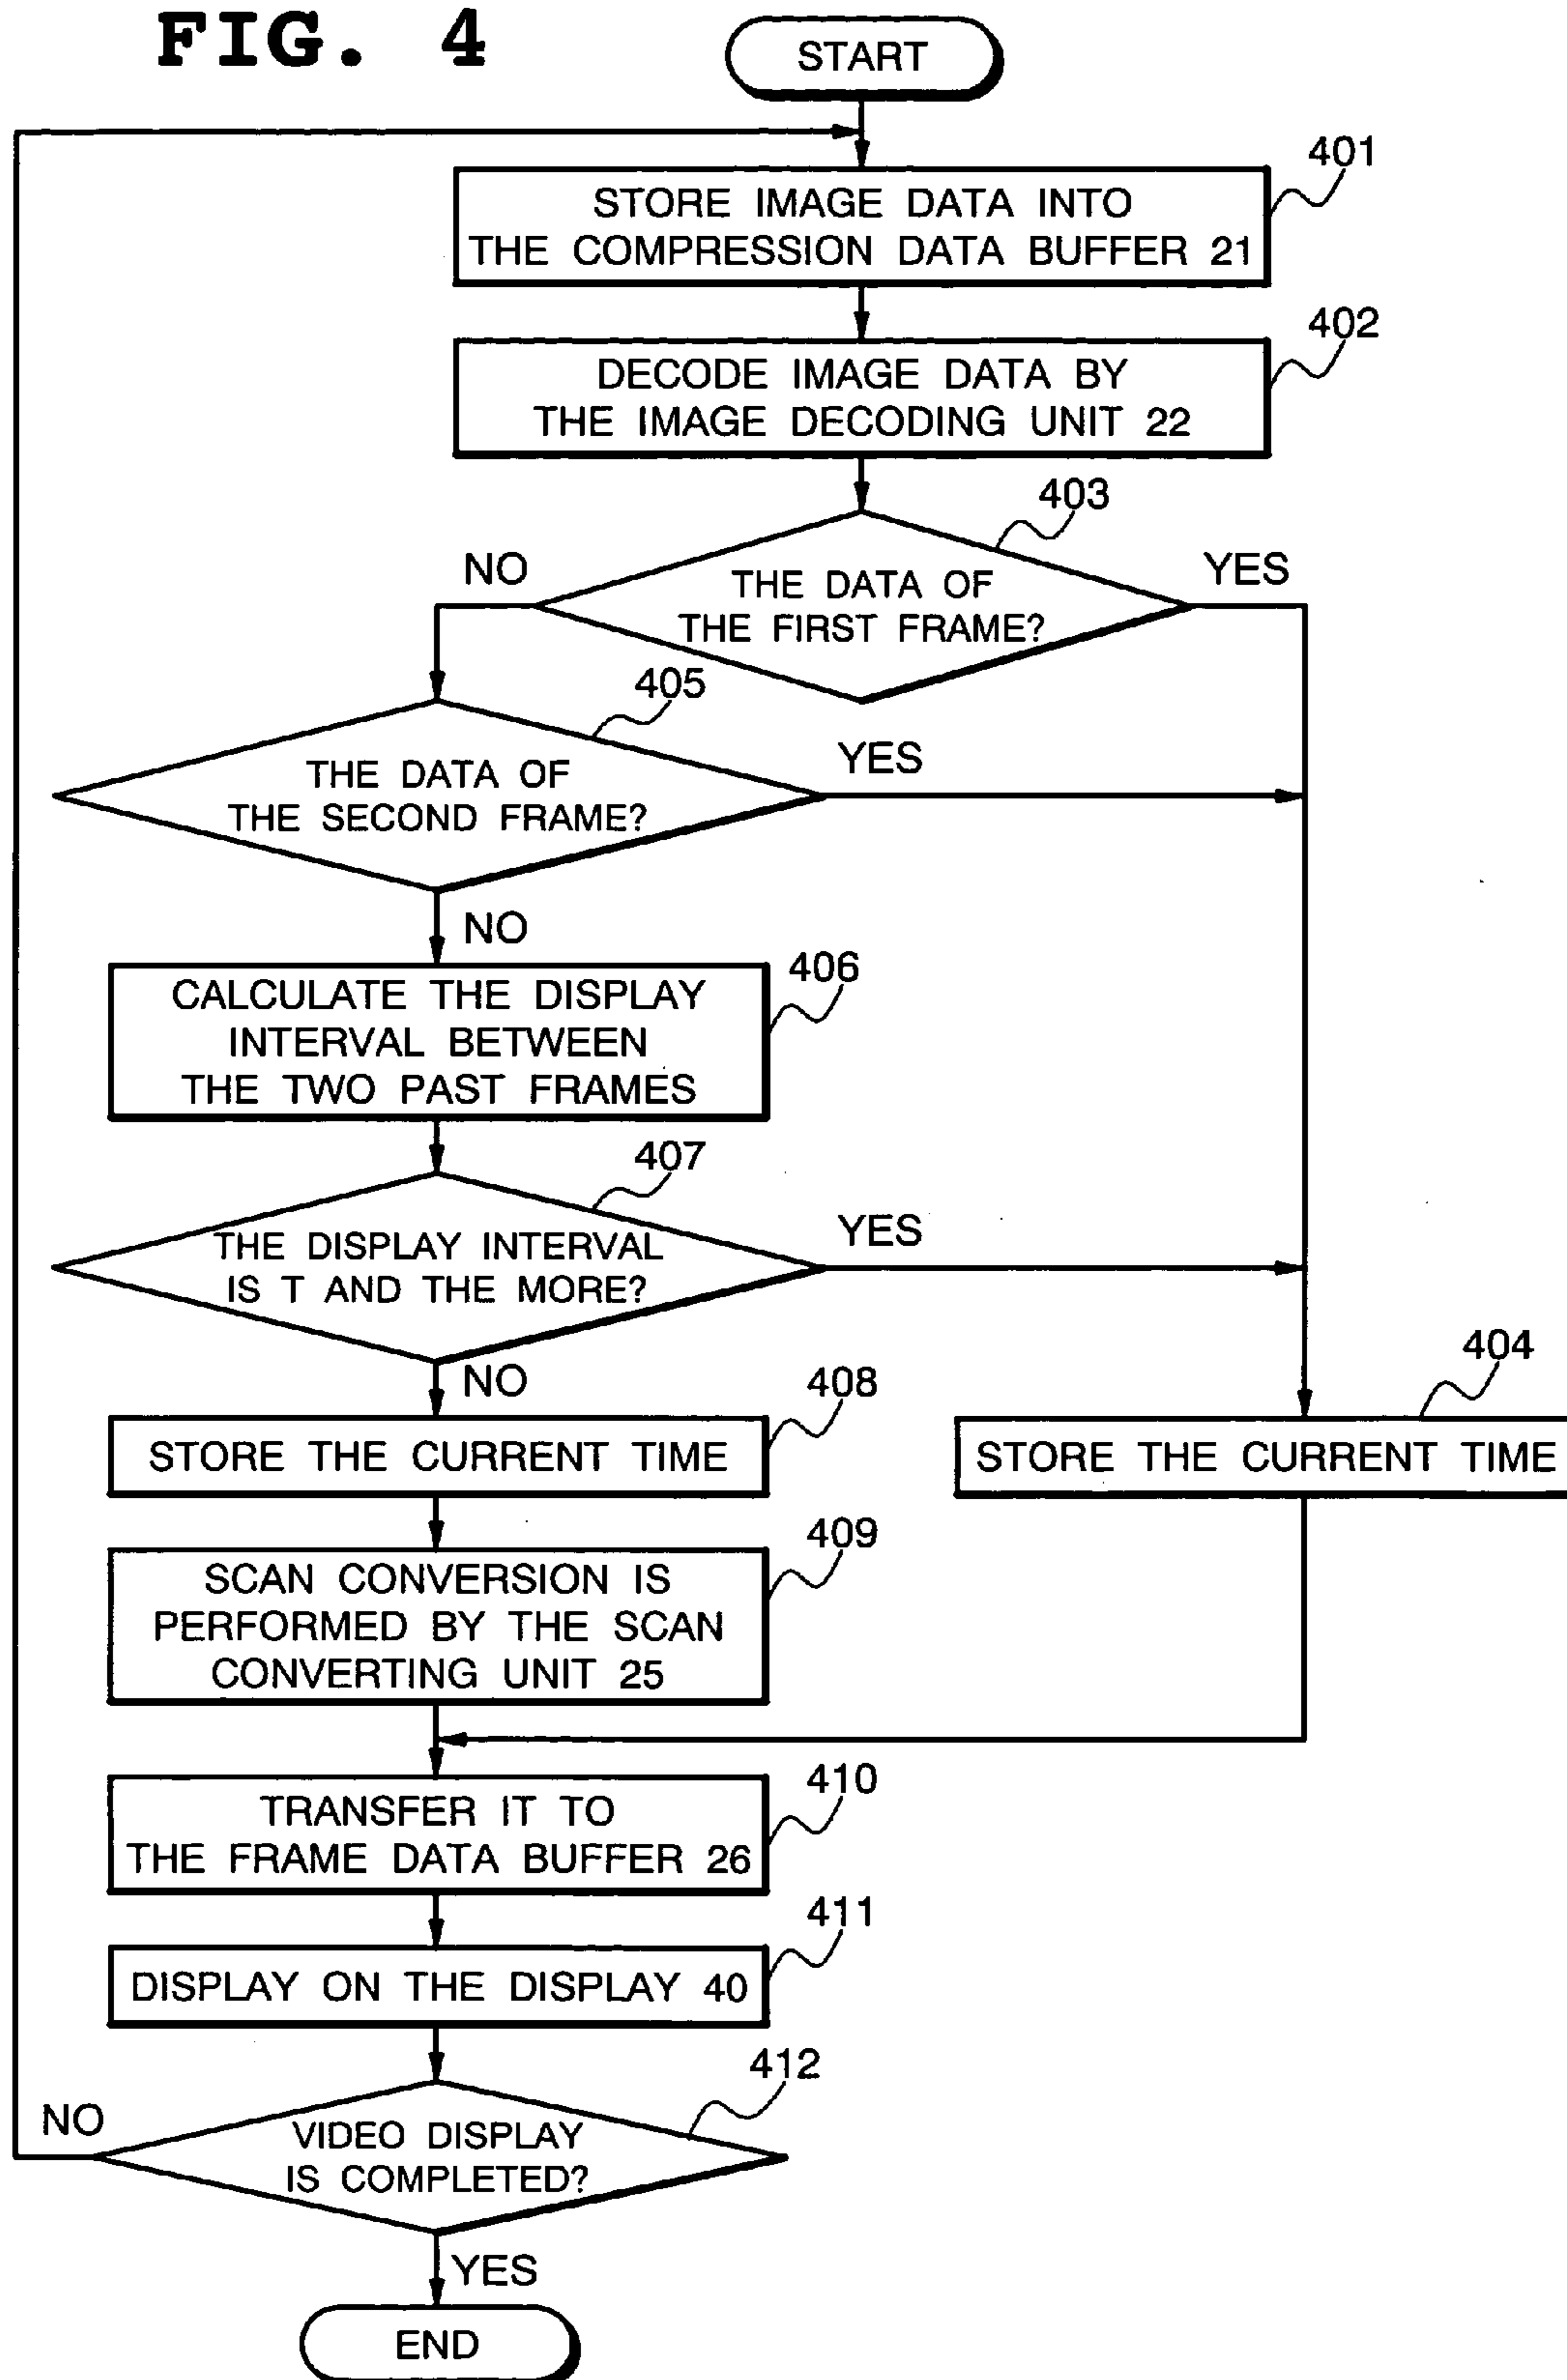 FIG. 4
START
401
STORE IMAGE DATA INTO
THE COMPRESSION DATA BUFFER 21
402
DECODE IMAGE DATA BY
THE IMAGE DECODING UNIT 22
403
NO
YES
THE DATA OF
THE FIRST FRAME?
405
YES
THE DATA OF
THE SECOND FRAME?
NO
406
CALCULATE THE DISPLAY
INTERVAL BETWEEN
THE TWO PAST FRAMES
407
YES
THE DISPLAY INTERVAL
IS T AND THE MORE?
NO
408
STORE THE CURRENT TIME
404
STORE THE CURRENT TIME
409
SCAN CONVERSION IS
PERFORMED BY THE SCAN
CONVERTING UNIT 25
410
TRANSFER IT TO
THE FRAME DATA BUFFER 26
411
DISPLAY ON THE DISPLAY 40
412
NO
VIDEO DISPLAY
IS COMPLETED?
YES
END